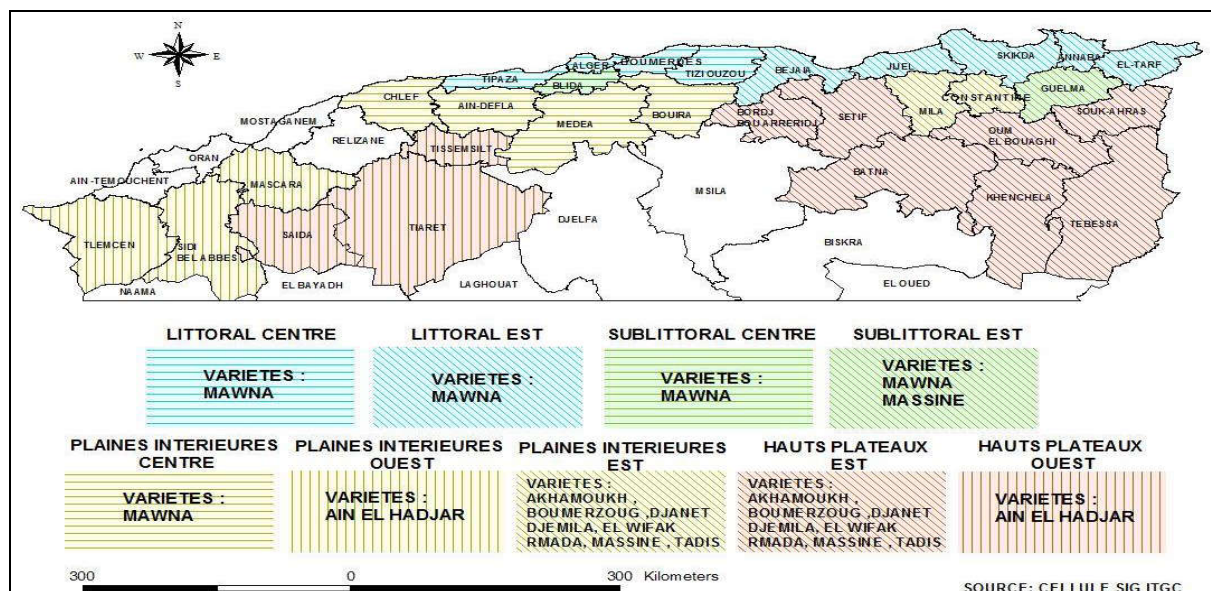 N
W E
S
ALGER
BOUMERDES
TIZIOUZOU
TIPAZA
BLIDA
BEJAIA
JIJEL
SKIKDA
ANNABA
EL-TARF
GUELMA
CONSTANTINE
MILA
SOUK-AHRAS
CHLEF
AIN-DEFLA
MEDEA
BOUIRA
BORDJ
BOUARRERIDJ
SETIF
OUM
EL BOUAGHI
MOSTAGANEM
RELIZANE
TISSEMSILT
ORAN
AIN -TEMOUCHENT
MASCARA
BATNA
KHENCHELA
TEBESSA
MSILA
DJELFA
TIARET
SAIDA
SIDI
BELABBES
TLEMCEN
BISKRA
NAAMA
EL BAYADH
LAGHOUAT
EL OUED
LITTORAL CENTRE
VARIETES :
MAWNA
LITTORAL EST
VARIETES :
MAWNA
SUBLITTORAL CENTRE
VARIETES :
MAWNA
SUBLITTORAL EST
VARIETES :
MAWNA
MASSINE
PLAINES INTERIEURES
CENTRE
VARIETES :
MAWNA
PLAINES INTERIEURES
OUEST
VARIETES :
AIN EL HADJAR
PLAINES INTERIEURES
EST
VARIETES :
AKHAMOUKH ,
BOUMERZOUG ,DJANET
DJEMILA, EL WIFAK
RMADA, MASSINE , TADIS
HAUTS PLATEAUX
EST
VARIETES :
AKHAMOUKH ,
BOUMERZOUG ,DJANET
DJEMILA, EL WIFAK
RMADA, MASSINE , TADIS
HAUTS PLATEAUX
OUEST
VARIETES :
AIN EL HADJAR
300 0 300 Kilometers
SOURCE: CELLULE SIG ITGC